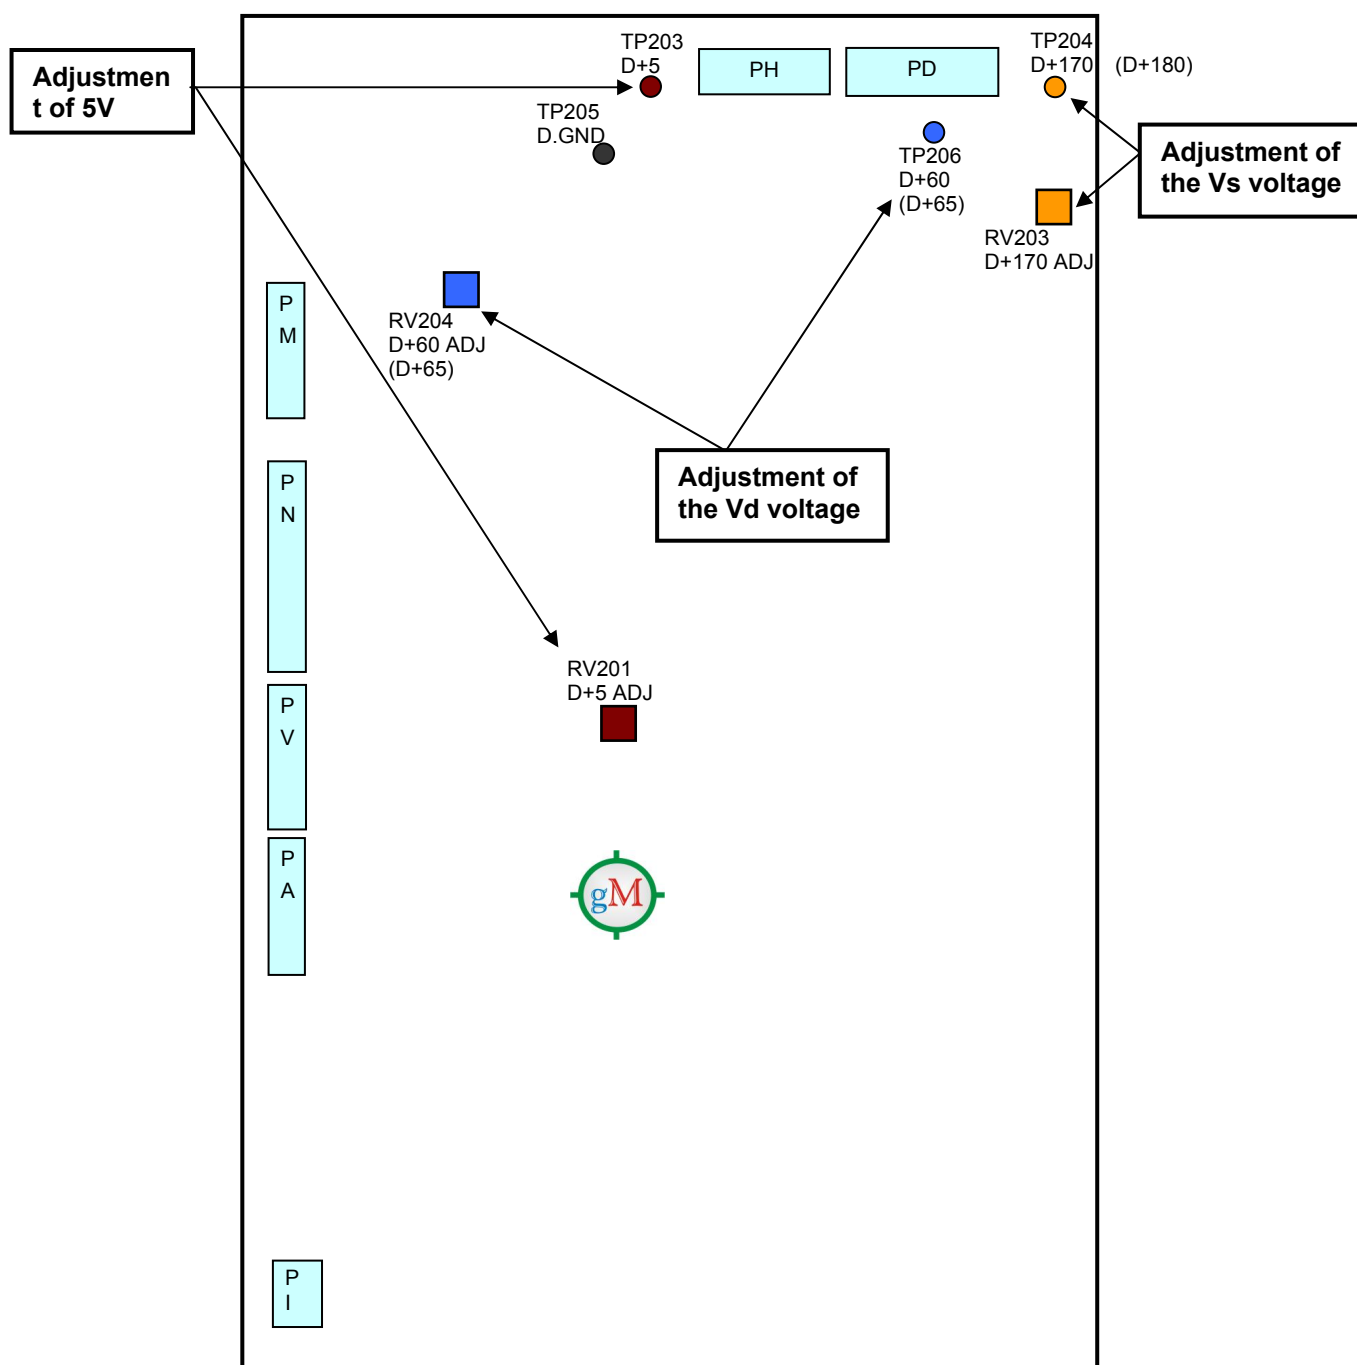 Adjustmen
t of 5V
TP203
D+5
PH
PD
TP204
D+170 (D+180)
TP205
D.GND
TP206
D+60
(D+65)
Adjustment of
the Vs voltage
RV203
D+170 ADJ
P
M
RV204
D+60 ADJ
(D+65)
P
N
Adjustment of
the Vd voltage
RV201
D+5 ADJ
P
V
P
A
gM
P
I